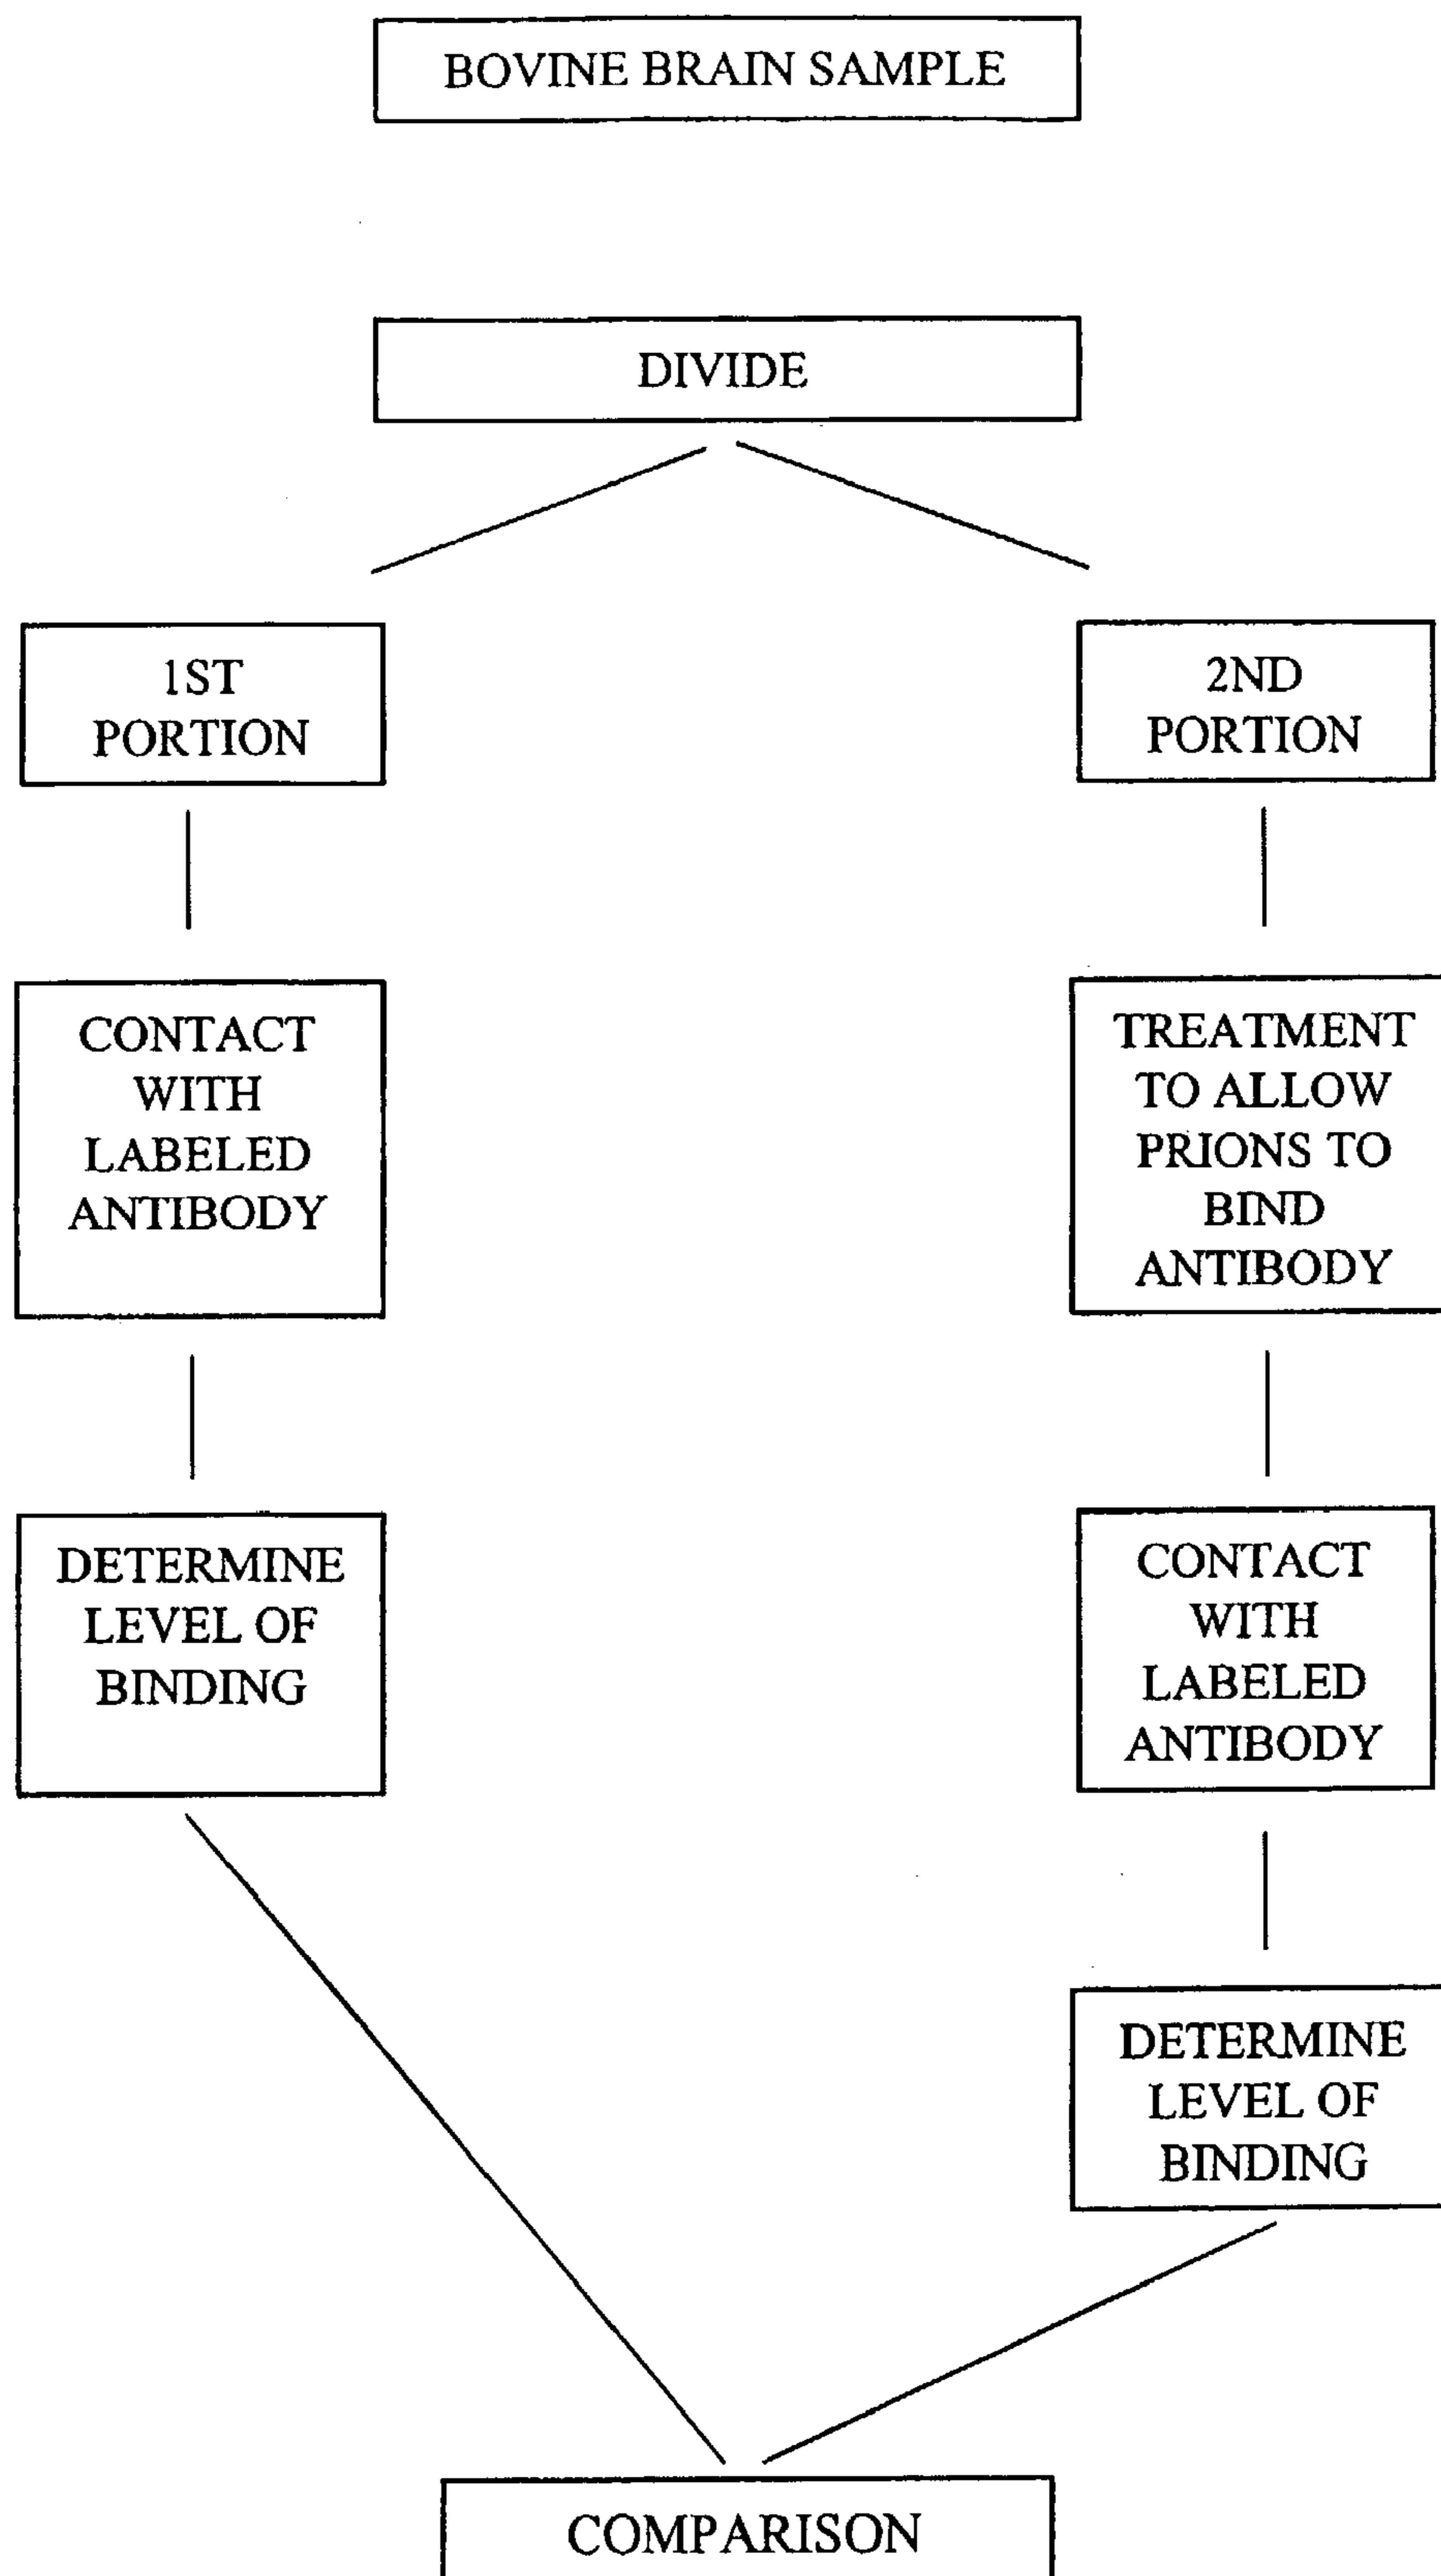 BOVINE BRAIN SAMPLE
DIVIDE
1ST
PORTION
2ND
PORTION
CONTACT
WITH
LABELED
ANTIBODY
TREATMENT
TO ALLOW
PRIONS TO
BIND
ANTIBODY
DETERMINE
LEVEL OF
BINDING
CONTACT
WITH
LABELED
ANTIBODY
DETERMINE
LEVEL OF
BINDING
COMPARISON